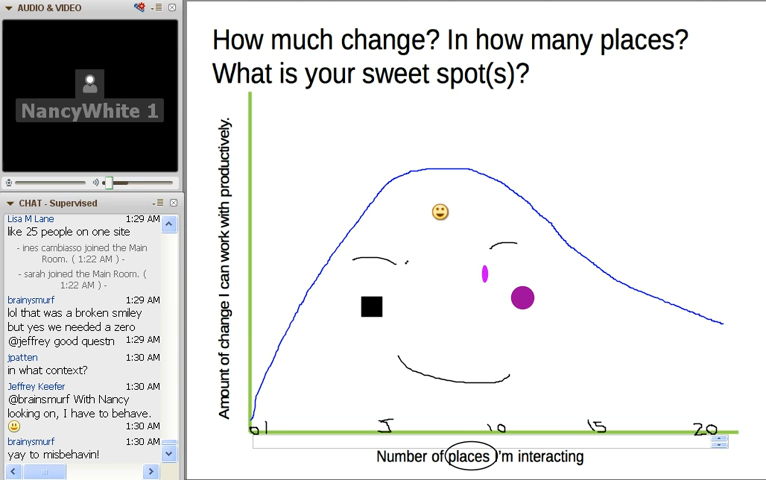 AUDIO & VIDEO
NancyWhite 1
CHAT - Supervised
Lisa M Lane 1:29 AM
like 25 people on one site
- ines cambiasso joined the Main
Room. ( 1:22 AM ) -
- sarah joined the Main Room. (
1:22 AM ) -
brainysmurf 1:29 AM
lol that was a broken smiley
but yes we needed a zero
@jeffrey good questn 1:29 AM
jpatten 1:30 AM
in what context?
Jeffrey Keefer 1:30 AM
@brainsmurf With Nancy
looking on, I have to behave.
1:30 AM
brainysmurf 1:30 AM
yay to misbehavin!
How much change? In how many places?
What is your sweet spot(s)?
Amount of change I can work with productively.
01 5 10 15 20
Number of places I'm interacting